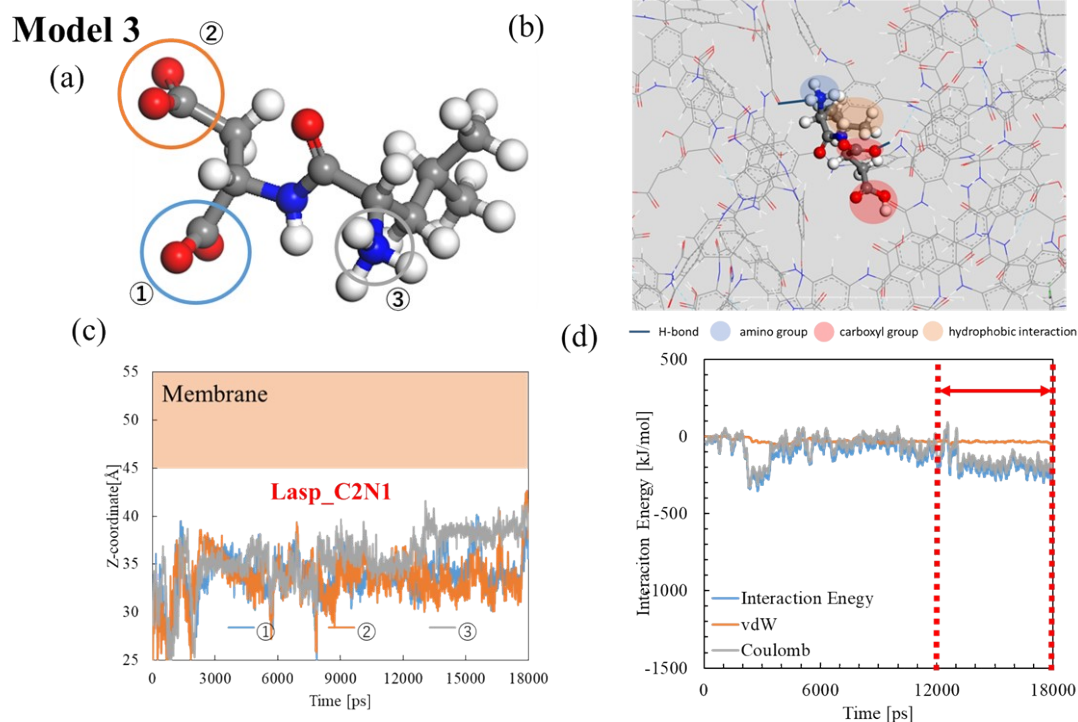 Model 3
(a)
②
①
③
(b)
H-bond amino group carboxyl group hydrophobic interaction
(c)
Z-coordinate[Å]
55
50
45
40
35
30
25
Membrane
Lasp_C2N1
① ② ③
0 3000 6000 9000 12000 15000 18000
Time [ps]
(d)
Interaciton Energy [kJ/mol]
500
0
-500
-1000
-1500
Interaction Enegy
vdW
Coulomb
0 6000 12000 18000
Time [ps]